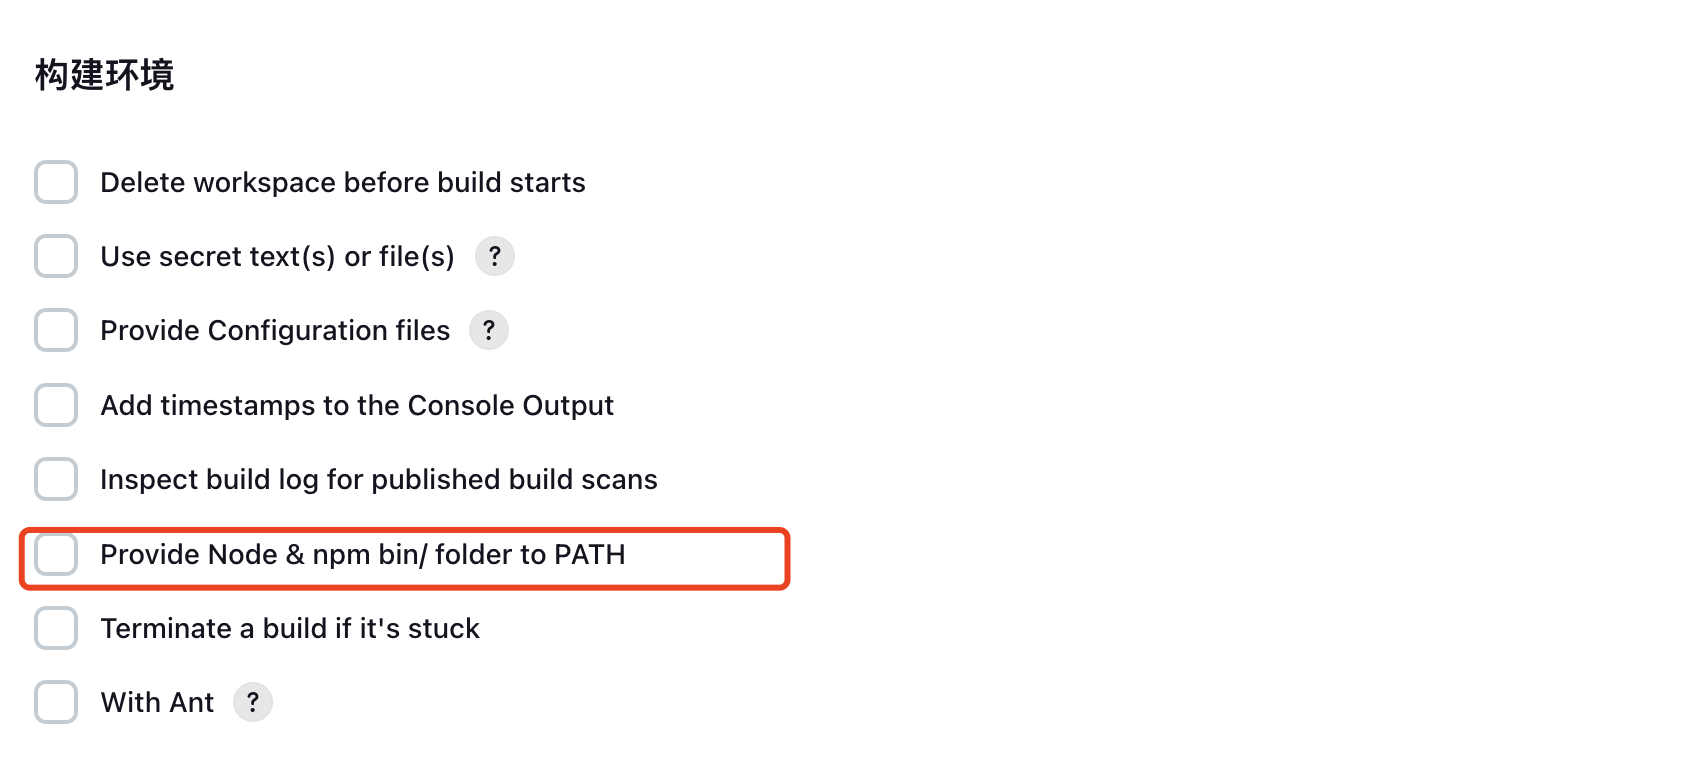 构建环境
Delete workspace before build starts
Use secret text(s) or file(s) ?
Provide Configuration files ?
Add timestamps to the Console Output
Inspect build log for published build scans
Provide Node & npm bin/ folder to PATH
Terminate a build if it's stuck
With Ant ?